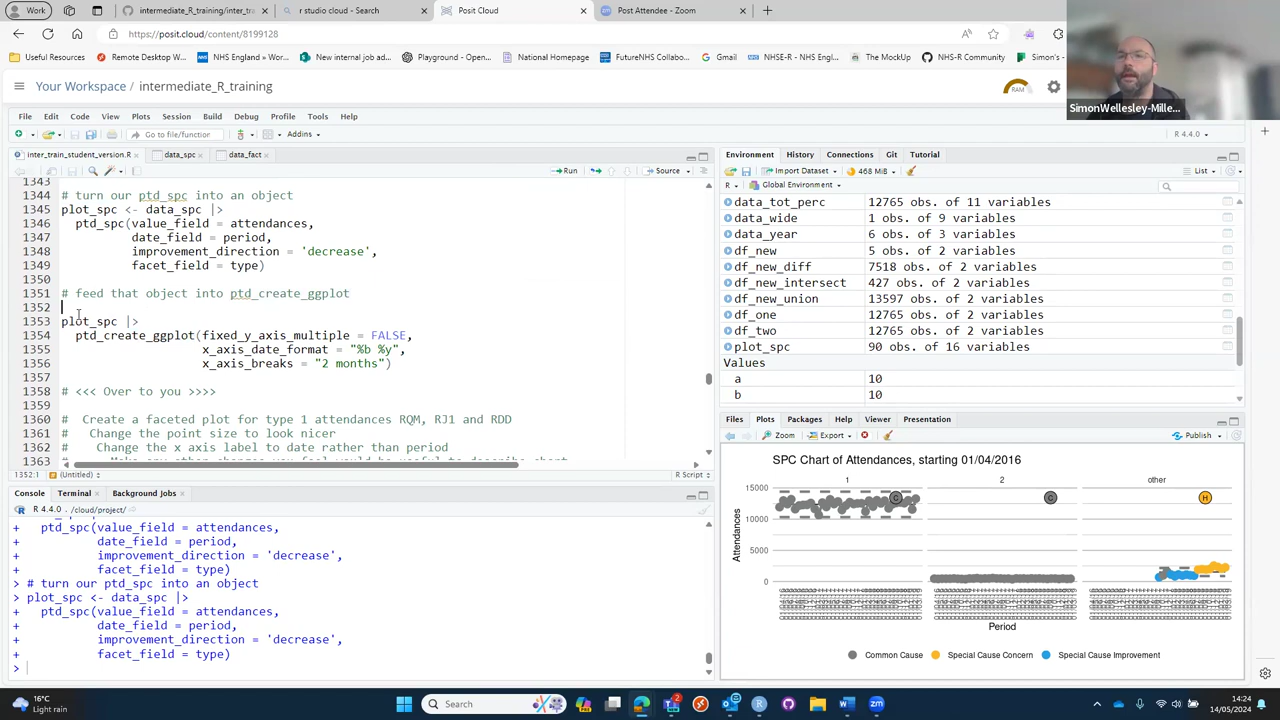 intermediate_R_training/inter_tra
r studio cloud - Search
Posit Cloud
Post Attendee - Zoom
https://posit.cloud/content/8199128
Useful Resources
Remote Desktop W...
NHS England » Wor...
New internal job ad...
Playground - Open...
National Homepage
FutureNHS Collabo...
G
NHSE-R - NHS Engl...
The MockUp
NHS-R Community
Simon's
SimonWellesley-Mille...
Your Workspace / intermediate_R_training
RAM
File Edit Code View Plots Session Build Debug Profile Tools Help
Go to file/function
Addins
R 4.4.0
inter_train_student_version.R
data_spc
data_fact
Run
Source
1343
1344 # turn our ptd_spc into an object
1345 plot_spc <- data_spc |>
1346 ptd_spc(value_field = attendances,
1347 date_field = period,
1348 improvement_direction = 'decrease',
1349 facet_field = type)
1350
1351 # feed that object into ptd_create_ggplot
1352
1353 plot_spc |>
1354 ptd_create_ggplot(fixed_y_axis_multiple = FALSE,
1355 x_axis_date_format = "%b %y",
1356 x_axis_breaks = "2 months")
1357
1358 # <<< Over to you >>>>
1359
1360 # Create a faceted plot for type 1 attendances RQM, RJ1 and RDD
1361 # Change the point size to look nicer
1362 # Change the x axis label to date rather than period
1363
1352:1 (Untitled)
R Script
Console Terminal Background Jobs
R 4.4.0 · /cloud/project/
+ ptd_spc(value_field = attendances,
+ date_field = period,
+ improvement_direction = 'decrease',
+ facet_field = type)
> # turn our ptd_spc into an object
> plot_spc <- data_spc |>
+ ptd_spc(value_field = attendances,
+ date_field = period,
+ improvement_direction = 'decrease',
+ facet_field = type)
>
Environment History Connections Git Tutorial
Import Dataset
468 MiB
List
R
Global Environment
data_tot_perc 12765 obs. of 11 variables
data_wide 1 obs. of 9 variables
data_year 6 obs. of 3 variables
df_new 5 obs. of 2 variables
df_new_diff 7518 obs. of 2 variables
df_new_intersect 427 obs. of 2 variables
df_new_union 13597 obs. of 2 variables
df_one 12765 obs. of 2 variables
df_two 12765 obs. of 2 variables
plot_spc 90 obs. of 16 variables
Values
a 10
b 10
Files Plots Packages Help Viewer Presentation
Zoom
Export
Publish
SPC Chart of Attendances, starting 01/04/2016
1 2 other
15000
10000
5000
0
Attendances
C
C
H
Period
Common Cause
Special Cause Concern
Special Cause Improvement
16°C
Light rain
Search
14:24
14/05/2024